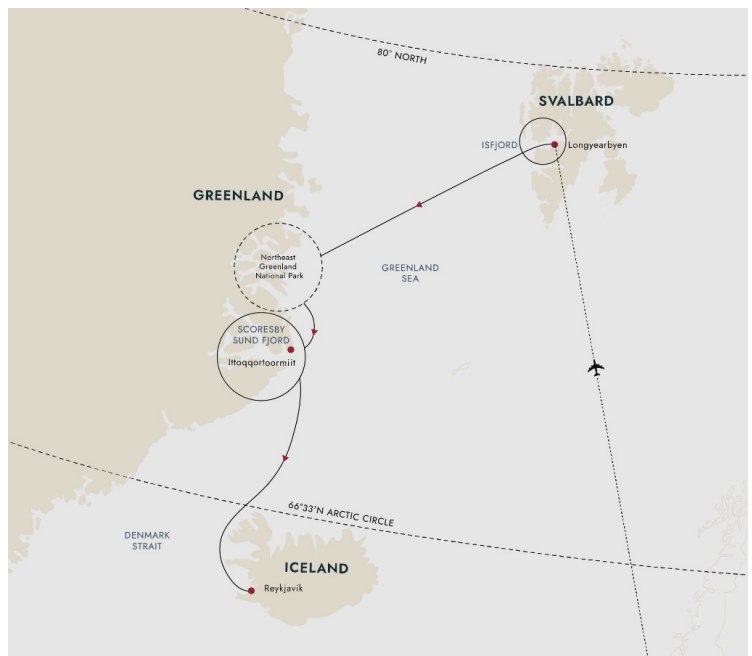 80° NORTH
SVALBARD
ISFJORD
Longyearbyen
GREENLAND
Northeast
Greenland
National Park
GREENLAND
SEA
SCORESBY
SUND FJORD
Ittoqqortoormiit
66°33'N ARCTIC CIRCLE
DENMARK
STRAIT
ICELAND
Reykjavík